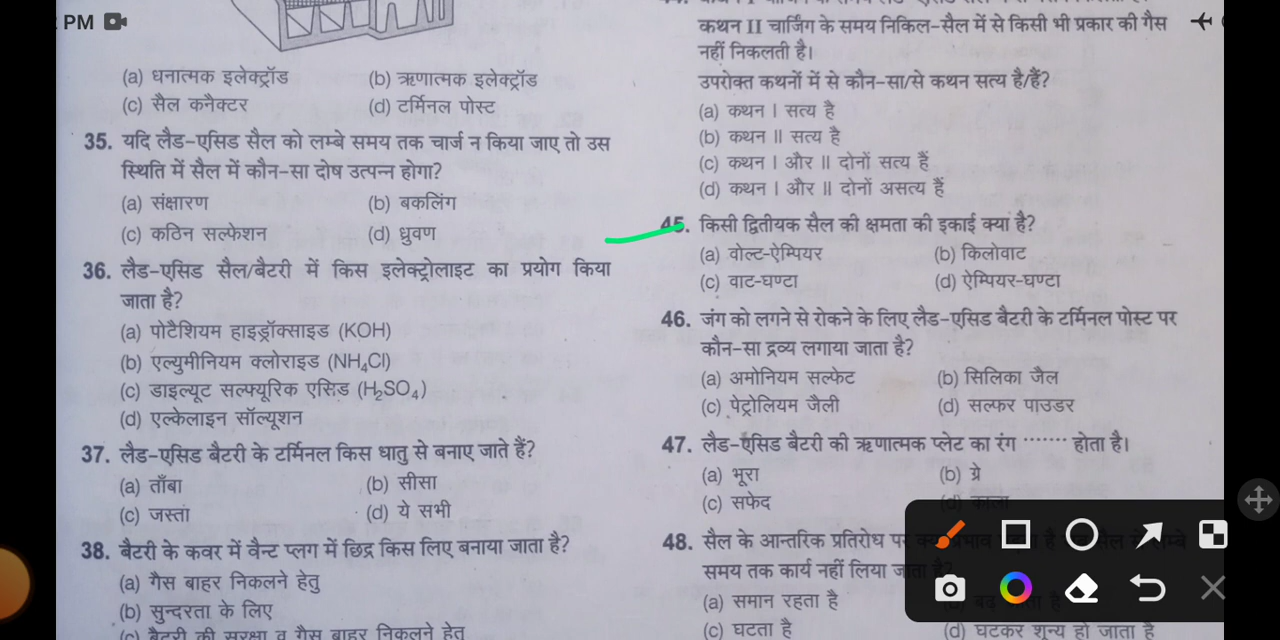 PM
(a) धनात्मक इलेक्ट्रॉड (b) ऋणात्मक इलेक्ट्रॉड
(c) सैल कनैक्टर (d) टर्मिनल पोस्ट
35. यदि लैड-एसिड सैल को लम्बे समय तक चार्ज न किया जाए तो उस
स्थिति में सैल में कौन-सा दोष उत्पन्न होगा?
(a) संक्षारण (b) बकलिंग
(c) कठिन सल्फेशन (d) ध्रुवण
36. लैड-एसिड सैल/बैटरी में किस इलेक्ट्रोलाइट का प्रयोग किया
जाता है?
(a) पोटैशियम हाइड्रॉक्साइड (KOH)
(b) एल्युमीनियम क्लोराइड (NH₄Cl)
(c) डाइल्यूट सल्फ्यूरिक एसिड (H₂SO₄)
(d) एल्केलाइन सॉल्यूशन
37. लैड-एसिड बैटरी के टर्मिनल किस धातु से बनाए जाते हैं?
(a) ताँबा (b) सीसा
(c) जस्ता (d) ये सभी
38. बैटरी के कवर में वैन्ट प्लग में छिद्र किस लिए बनाया जाता है?
(a) गैस बाहर निकलने हेतु
(b) सुन्दरता के लिए
(c) बैटरी की सुरक्षा व गैस बाहर निकलने हेतु
कथन II चार्जिंग के समय निकिल-सैल में से किसी भी प्रकार की गैस
नहीं निकलती है।
उपरोक्त कथनों में से कौन-सा/से कथन सत्य है/हैं?
(a) कथन I सत्य है
(b) कथन II सत्य है
(c) कथन I और II दोनों सत्य हैं
(d) कथन I और II दोनों असत्य हैं
45. किसी द्वितीयक सैल की क्षमता की इकाई क्या है?
(a) वोल्ट-ऐम्पियर (b) किलोवाट
(c) वाट-घण्टा (d) ऐम्पियर-घण्टा
46. जंग को लगने से रोकने के लिए लैड-एसिड बैटरी के टर्मिनल पोस्ट पर
कौन-सा द्रव्य लगाया जाता है?
(a) अमोनियम सल्फेट (b) सिलिका जैल
(c) पेट्रोलियम जैली (d) सल्फर पाउडर
47. लैड-एसिड बैटरी की ऋणात्मक प्लेट का रंग ....... होता है।
(a) भूरा (b) ग्रे
(c) सफेद (d) काला
48. सैल के आन्तरिक प्रतिरोध पर
समय तक कार्य नहीं लिया जाता है?
(a) समान रहता है
(c) घटता है (d) घटकर शून्य हो जाता है